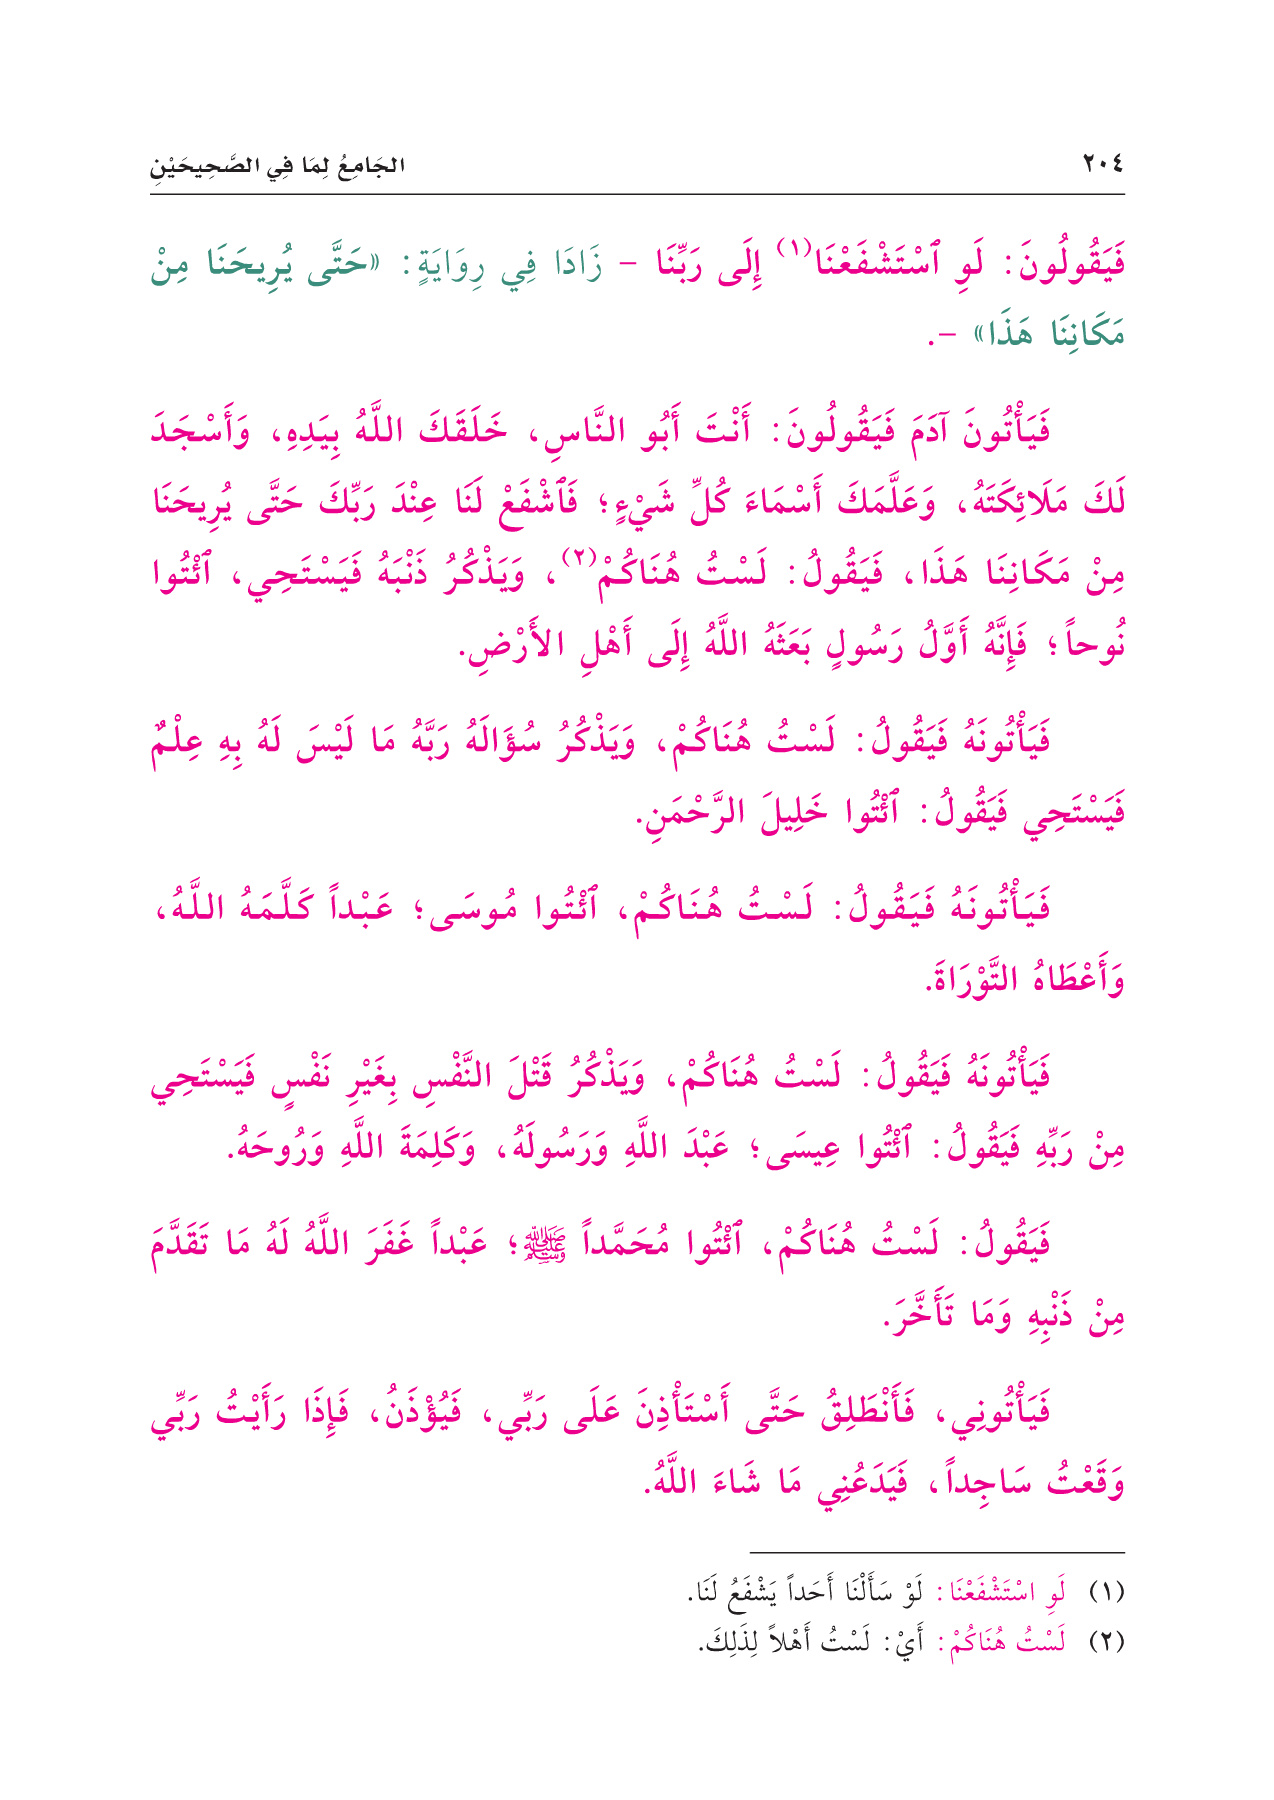 ٢٠٤ الجَامِعُ لِمَا فِي الصَّحِيحَيْنِ
فَيَقُولُونَ: لَوِ ٱسْتَشْفَعْنَا(١) إِلَى رَبِّنَا - زَادَا فِي رِوَايَةٍ: «حَتَّى يُرِيحَنَا مِنْ
مَكَانِنَا هَذَا» -.
فَيَأْتُونَ آدَمَ فَيَقُولُونَ: أَنْتَ أَبُو النَّاسِ، خَلَقَكَ اللَّهُ بِيَدِهِ، وَأَسْجَدَ
لَكَ مَلَائِكَتَهُ، وَعَلَّمَكَ أَسْمَاءَ كُلِّ شَيْءٍ؛ فَٱشْفَعْ لَنَا عِنْدَ رَبِّكَ حَتَّى يُرِيحَنَا
مِنْ مَكَانِنَا هَذَا، فَيَقُولُ: لَسْتُ هُنَاكُمْ(٢)، وَيَذْكُرُ ذَنْبَهُ فَيَسْتَحِي، ٱئْتُوا
نُوحاً؛ فَإِنَّهُ أَوَّلُ رَسُولٍ بَعَثَهُ اللَّهُ إِلَى أَهْلِ الأَرْضِ.
فَيَأْتُونَهُ فَيَقُولُ: لَسْتُ هُنَاكُمْ، وَيَذْكُرُ سُؤَالَهُ رَبَّهُ مَا لَيْسَ لَهُ بِهِ عِلْمٌ
فَيَسْتَحِي فَيَقُولُ: ٱئْتُوا خَلِيلَ الرَّحْمَنِ.
فَيَأْتُونَهُ فَيَقُولُ: لَسْتُ هُنَاكُمْ، ٱئْتُوا مُوسَى؛ عَبْداً كَلَّمَهُ اللَّهُ،
وَأَعْطَاهُ التَّوْرَاةَ.
فَيَأْتُونَهُ فَيَقُولُ: لَسْتُ هُنَاكُمْ، وَيَذْكُرُ قَتْلَ النَّفْسِ بِغَيْرِ نَفْسٍ فَيَسْتَحِي
مِنْ رَبِّهِ فَيَقُولُ: ٱئْتُوا عِيسَى؛ عَبْدَ اللَّهِ وَرَسُولَهُ، وَكَلِمَةَ اللَّهِ وَرُوحَهُ.
فَيَقُولُ: لَسْتُ هُنَاكُمْ، ٱئْتُوا مُحَمَّداً ﷺ؛ عَبْداً غَفَرَ اللَّهُ لَهُ مَا تَقَدَّمَ
مِنْ ذَنْبِهِ وَمَا تَأَخَّرَ.
فَيَأْتُونِي، فَأَنْطَلِقُ حَتَّى أَسْتَأْذِنَ عَلَى رَبِّي، فَيُؤْذَنُ، فَإِذَا رَأَيْتُ رَبِّي
وَقَعْتُ سَاجِداً، فَيَدَعُنِي مَا شَاءَ اللَّهُ.
(١) لَوِ اسْتَشْفَعْنَا: لَوْ سَأَلْنَا أَحَداً يَشْفَعُ لَنَا.
(٢) لَسْتُ هُنَاكُمْ: أَيْ: لَسْتُ أَهْلاً لِذَلِكَ.